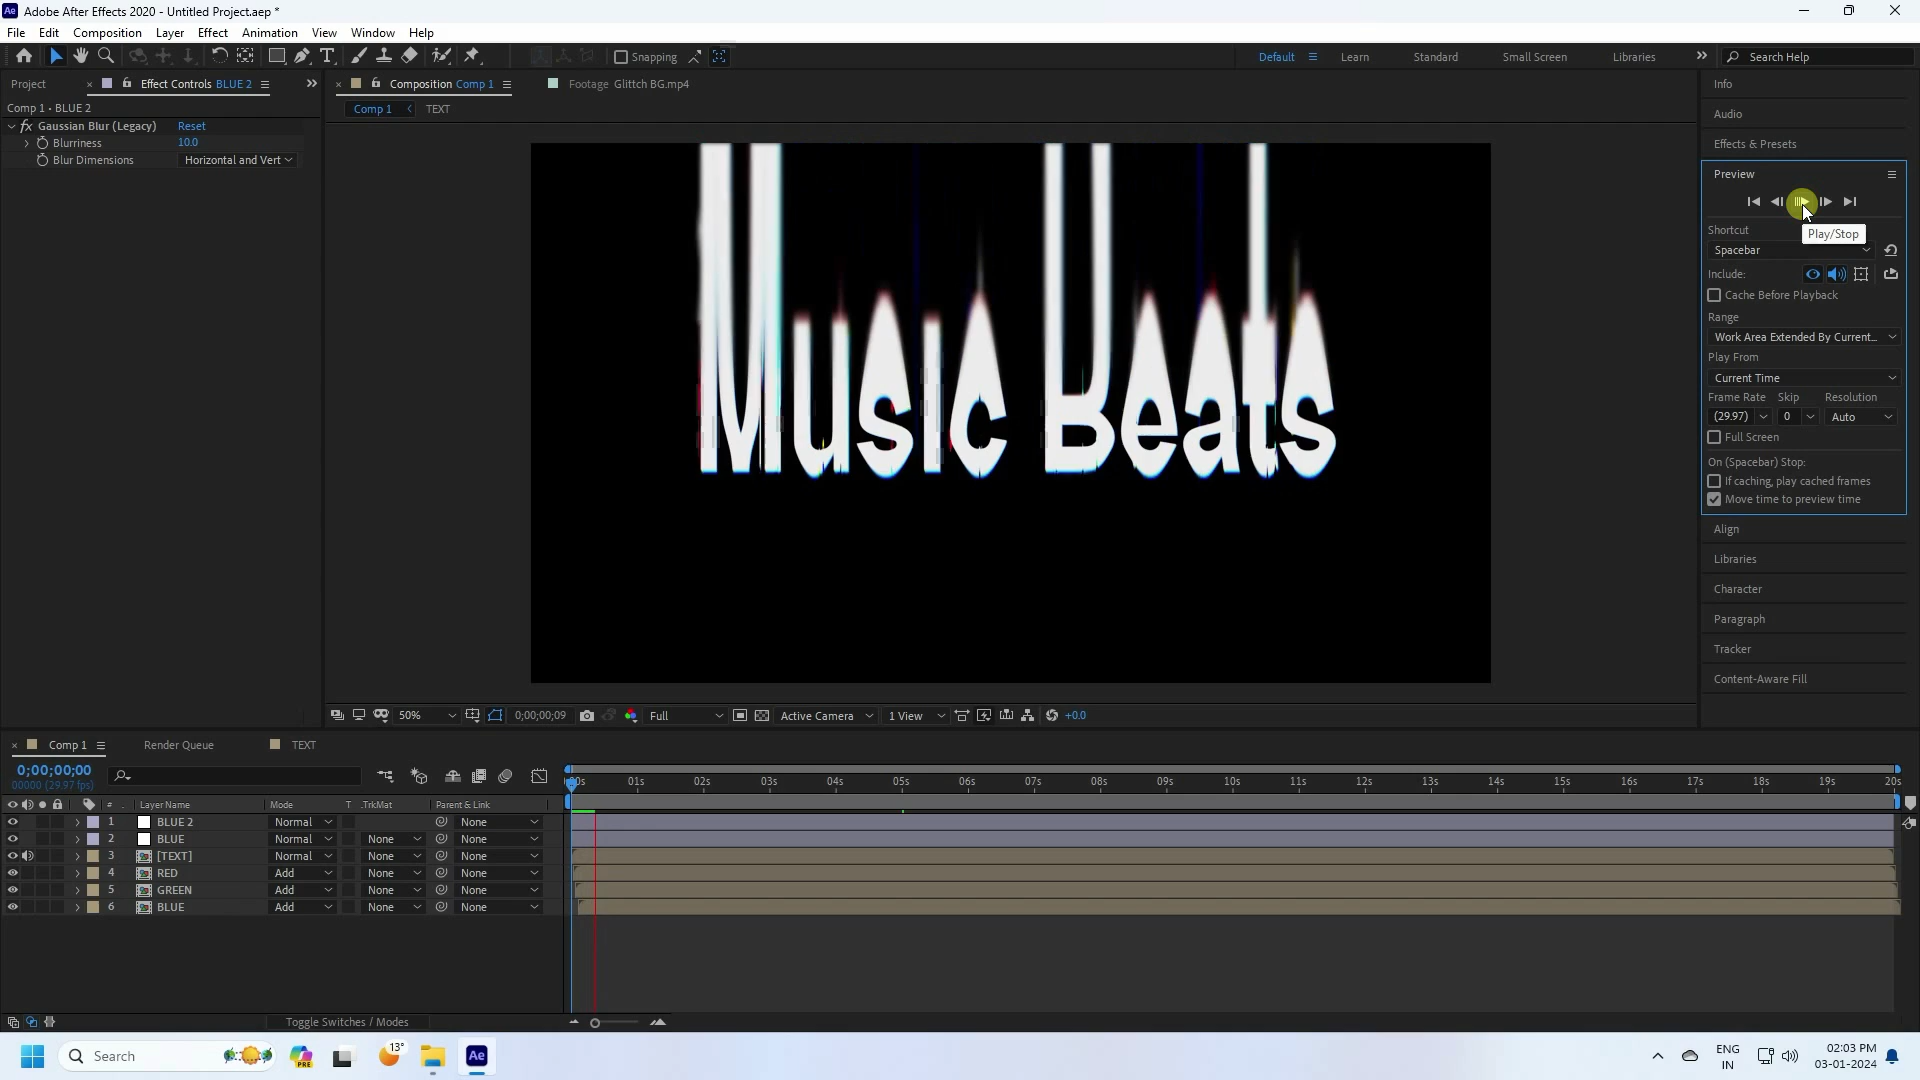 Adobe After Effects 2020 - Untitled Project.aep *
File Edit Composition Layer Effect Animation View Window Help
Snapping
Default Learn Standard Small Screen Libraries Search Help
Project Effect Controls BLUE 2
Composition Comp 1 Footage Glittch BG.mp4
Comp 1 • BLUE 2
Comp 1 TEXT
fx Gaussian Blur (Legacy) Reset
Blurriness 10.0
Blur Dimensions Horizontal and Vert
Music Beats
Info
Audio
Effects & Presets
Preview
Shortcut
Play/Stop
Spacebar
Include:
Cache Before Playback
Range
Work Area Extended By Current...
Play From
Current Time
Frame Rate Skip Resolution
(29.97) 0 Auto
Full Screen
On (Spacebar) Stop:
If caching, play cached frames
Move time to preview time
Align
Libraries
Character
Paragraph
Tracker
Content-Aware Fill
50% 0;00;00;09 Full Active Camera 1 View +0.0
Comp 1 Render Queue TEXT
0;00;00;00
00000 (29.97 fps)
01s 02s 03s 04s 05s 06s 07s 08s 09s 10s 11s 12s 13s 14s 15s 16s 17s 18s 19s 20s
# Layer Name Mode T .TrkMat Parent & Link
1 BLUE 2 Normal None
2 BLUE Normal None None
3 [TEXT] Normal None None
4 RED Add None None
5 GREEN Add None None
6 BLUE Add None None
Toggle Switches / Modes
Search PRE 13° Ae
ENG
IN
02:03 PM
03-01-2024